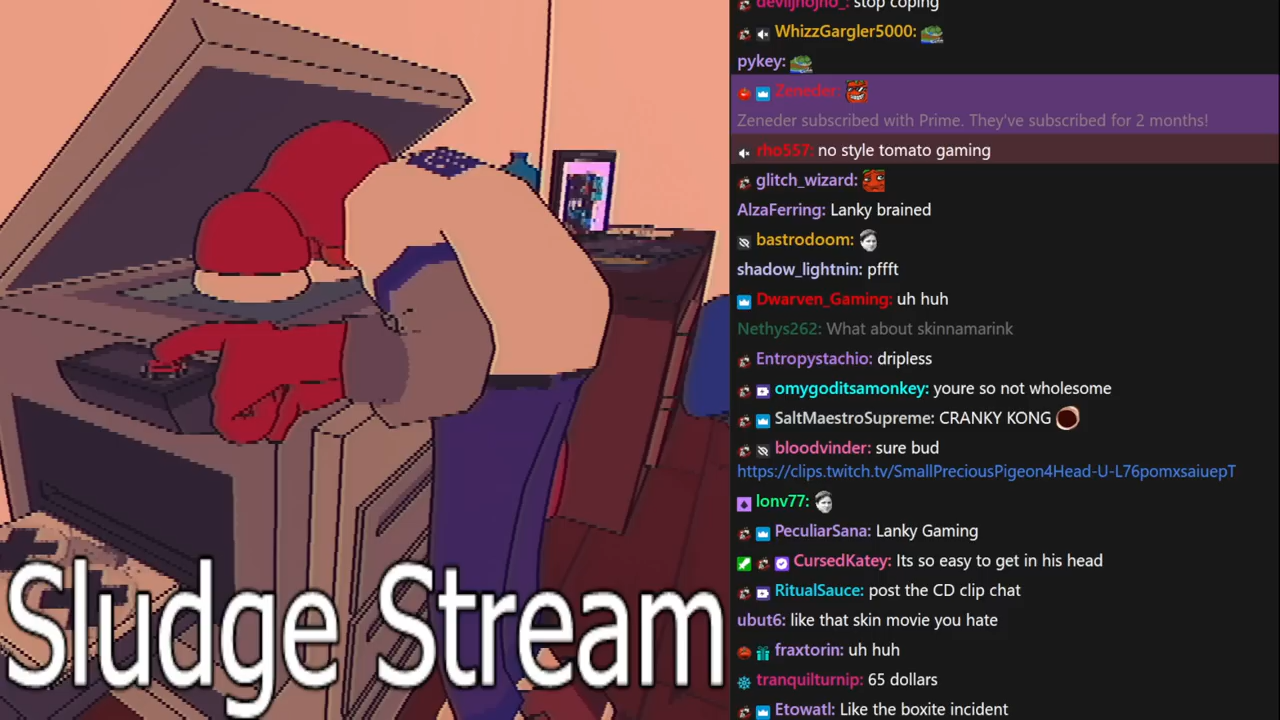 deviljhojho_: stop coping
WhizzGargler5000:
pykey:
Zeneder:
Zeneder subscribed with Prime. They've subscribed for 2 months!
rho557: no style tomato gaming
glitch_wizard:
AlzaFerring: Lanky brained
bastrodoom:
shadow_lightnin: pffft
Dwarven_Gaming: uh huh
Nethys262: What about skinnamarink
Entropystachio: dripless
omygoditsamonkey: youre so not wholesome
SaltMaestroSupreme: CRANKY KONG
bloodvinder: sure bud
https://clips.twitch.tv/SmallPreciousPigeon4Head-U-L76pomxsaiuepT
lonv77:
PeculiarSana: Lanky Gaming
CursedKatey: Its so easy to get in his head
RitualSauce: post the CD clip chat
ubut6: like that skin movie you hate
fraxtorin: uh huh
tranquilturnip: 65 dollars
Etowatl: Like the boxite incident
Sludge Stream